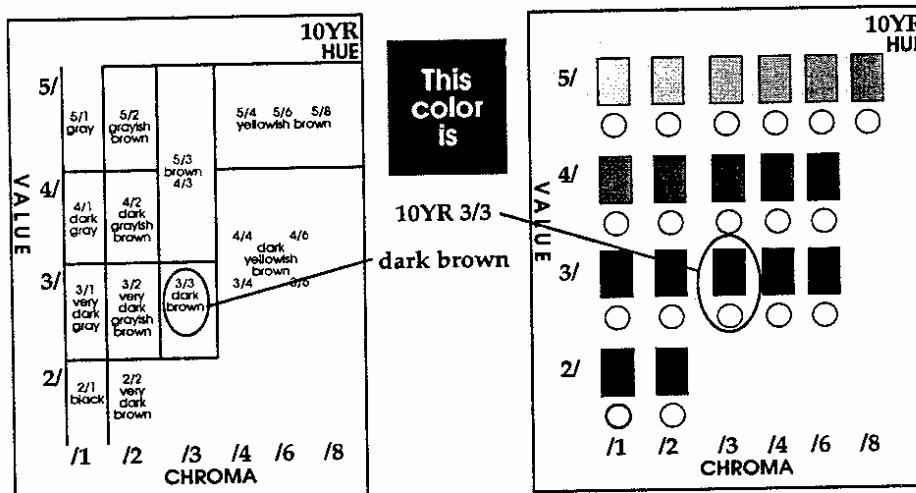 10YR
HUE
5/
5/1
gray
5/2
grayish
brown
5/3
brown
4/3
5/4 5/6 5/8
yellowish brown
VALUE
4/
4/1
dark
gray
4/2
dark
grayish
brown
4/4 4/6
dark
yellowish
brown
3/4 3/6
3/
3/1
very
dark
gray
3/2
very
dark
grayish
brown
3/3
dark
brown
2/
2/1
black
2/2
very
dark
brown
/1 /2 /3 /4 /6 /8
CHROMA
This
color
is
10YR 3/3
dark brown
10YR
HUE
5/
4/
VALUE
3/
2/
/1 /2 /3 /4 /6 /8
CHROMA